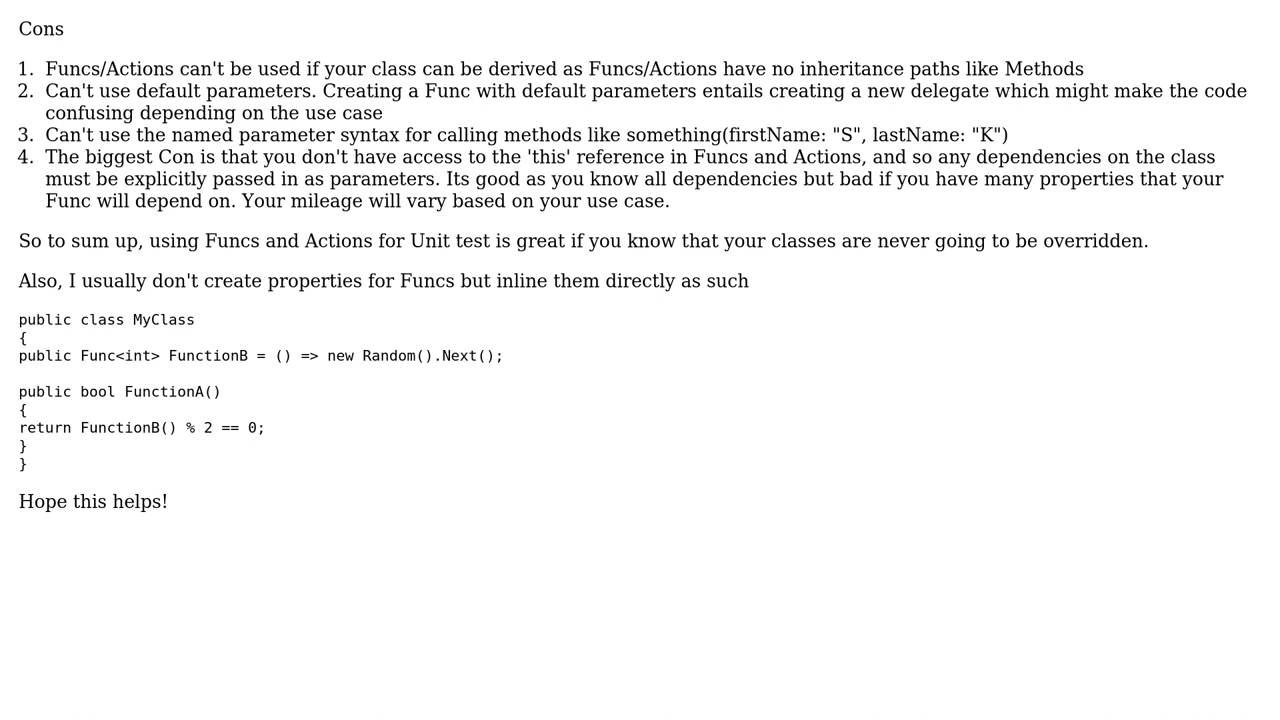 Cons
1. Funcs/Actions can't be used if your class can be derived as Funcs/Actions have no inheritance paths like Methods
2. Can't use default parameters. Creating a Func with default parameters entails creating a new delegate which might make the code
confusing depending on the use case
3. Can't use the named parameter syntax for calling methods like something(firstName: "S", lastName: "K")
4. The biggest Con is that you don't have access to the 'this' reference in Funcs and Actions, and so any dependencies on the class
must be explicitly passed in as parameters. Its good as you know all dependencies but bad if you have many properties that your
Func will depend on. Your mileage will vary based on your use case.
So to sum up, using Funcs and Actions for Unit test is great if you know that your classes are never going to be overridden.
Also, I usually don't create properties for Funcs but inline them directly as such
public class MyClass
{
public Func<int> FunctionB = () => new Random().Next();
public bool FunctionA()
{
return FunctionB() % 2 == 0;
}
}
Hope this helps!